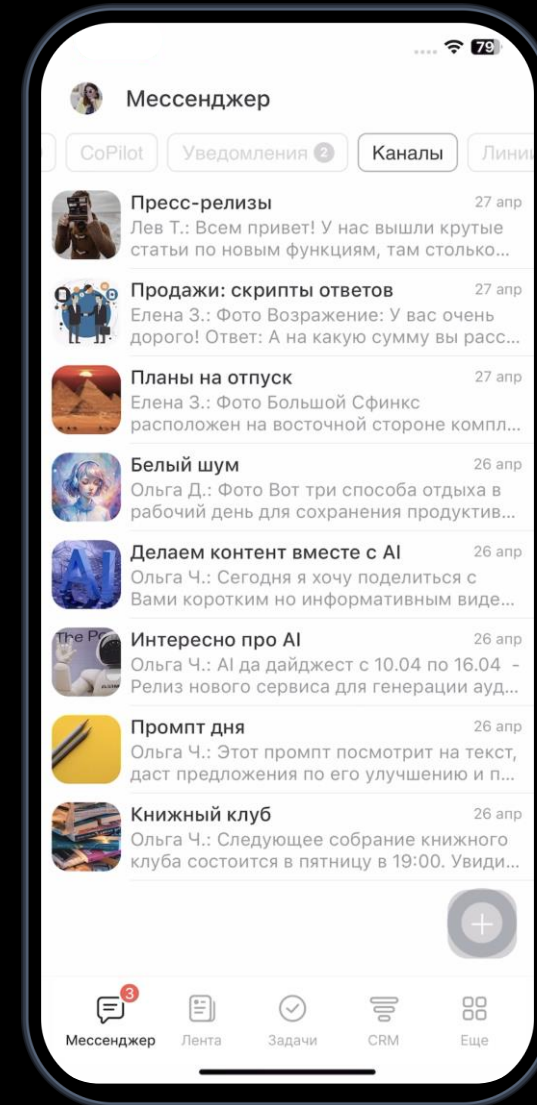 79
Мессенджер
CoPilot
Уведомления 2
Каналы
Лини
Пресс-релизы 27 апр
Лев Т.: Всем привет! У нас вышли крутые
статьи по новым функциям, там столько...
Продажи: скрипты ответов 27 апр
Елена З.: Фото Возражение: У вас очень
дорого! Ответ: А на какую сумму вы расс...
Планы на отпуск 27 апр
Елена З.: Фото Большой Сфинкс
расположен на восточной стороне компл...
Белый шум 26 апр
Ольга Д.: Фото Вот три способа отдыха в
рабочий день для сохранения продуктив...
Делаем контент вместе с AI 26 апр
Ольга Ч.: Сегодня я хочу поделиться с
Вами коротким но информативным виде...
AI
Интересно про AI 26 апр
Ольга Ч.: AI да дайджест с 10.04 по 16.04 -
Релиз нового сервиса для генерации ауд...
The Po
Промпт дня 26 апр
Ольга Ч.: Этот промпт посмотрит на текст,
даст предложения по его улучшению и п...
Книжный клуб 26 апр
Ольга Ч.: Следующее собрание книжного
клуба состоится в пятницу в 19:00. Увиди...
3
Мессенджер
Лента
Задачи
CRM
Еще